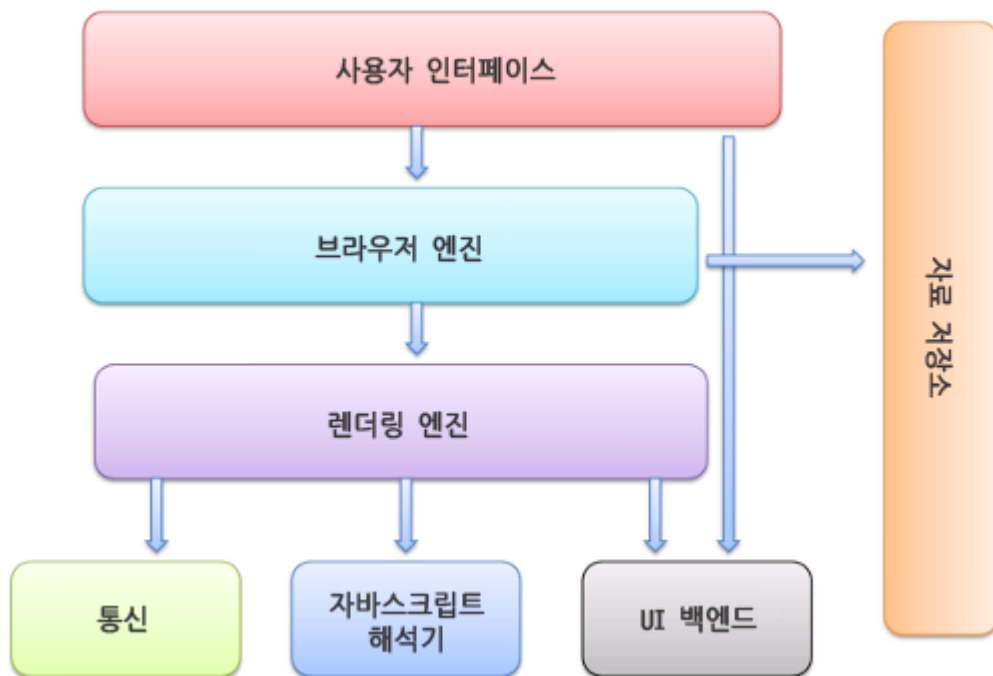 사용자 인터페이스
브라우저 엔진
자료 저장소
렌더링 엔진
통신
자바스크립트
해석기
UI 백엔드